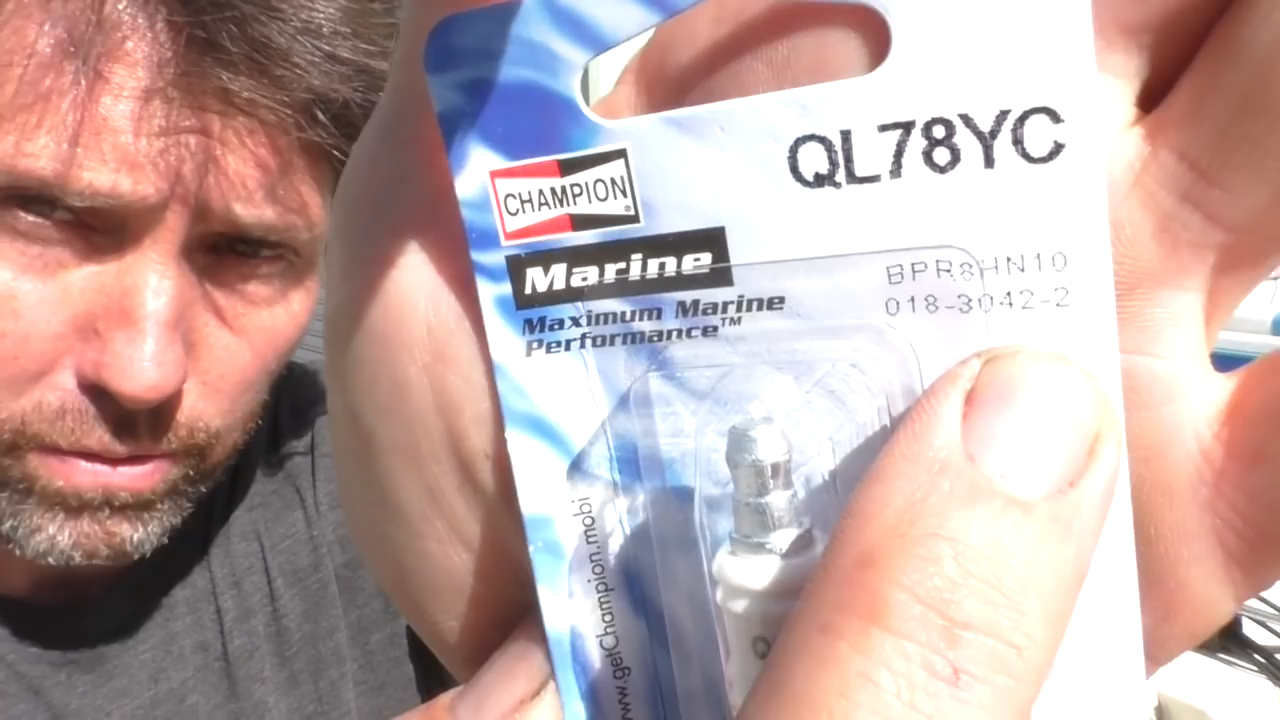 QL78YC
CHAMPION®
Marine
BPR8HN10
018-3042-2
Maximum Marine
Performance™
www.getChampion.mobi
Q